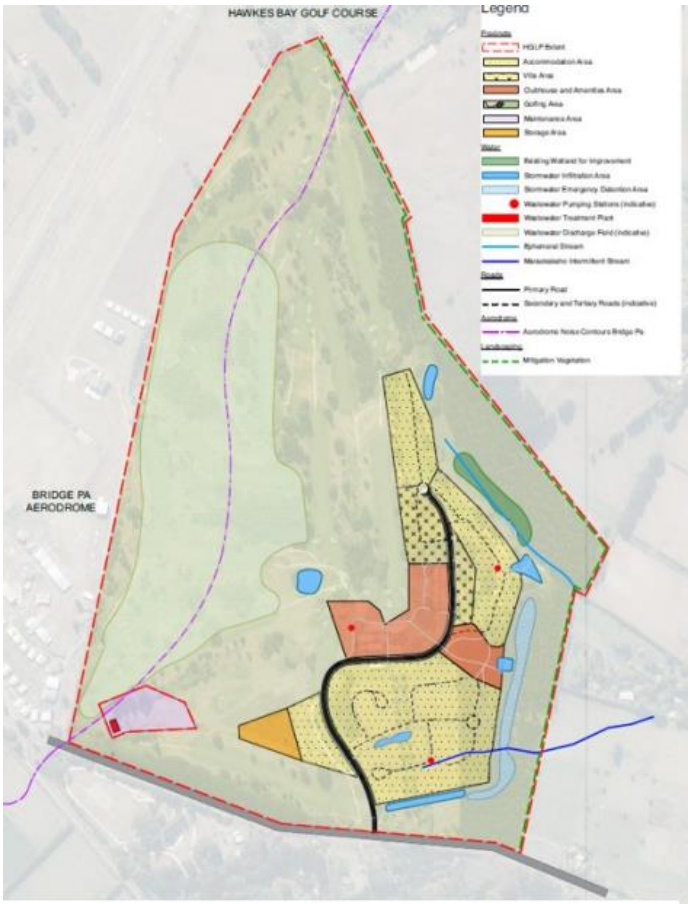 HAWKES BAY GOLF COURSE
Legend
Precincts
HGLP Extent
Accommodation Area
Villa Area
Clubhouse and Amenities Area
Golfing Area
Maintenance Area
Storage Area
Water
Existing Wetland for Improvement
Stormwater Infiltration Area
Stormwater Emergency Detention Area
Wastewater Pumping Stations (indicative)
Wastewater Treatment Plant
Wastewater Discharge Field (indicative)
Ephemeral Stream
Intermittent Stream
Roads
Primary Road
Secondary and Tertiary Roads (indicative)
Aerodrome
Aerodrome Noise Contours Bridge Pa
Landscaping
Mitigation Vegetation
BRIDGE PA
AERODROME